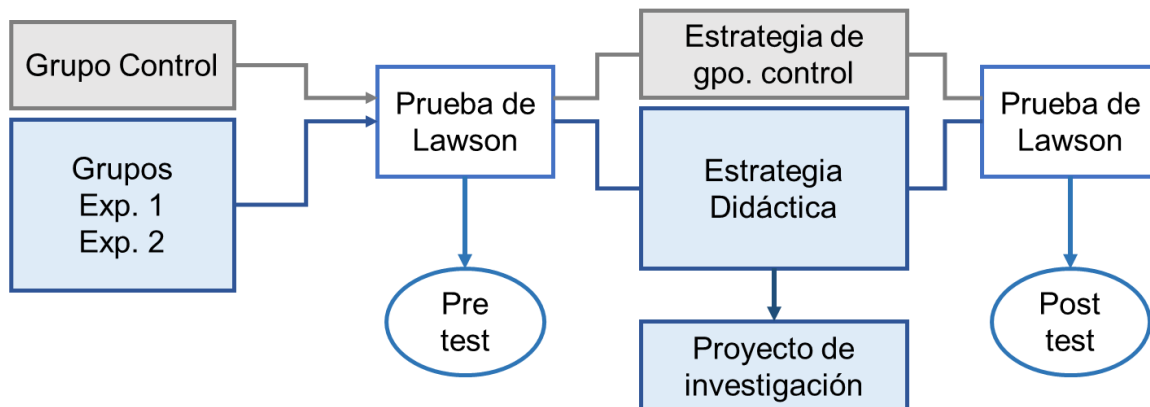 Grupo Control
Grupos
Exp. 1
Exp. 2
Prueba de
Lawson
Pre
test
Estrategia de
gpo. control
Estrategia
Didáctica
Proyecto de
investigación
Prueba de
Lawson
Post
test